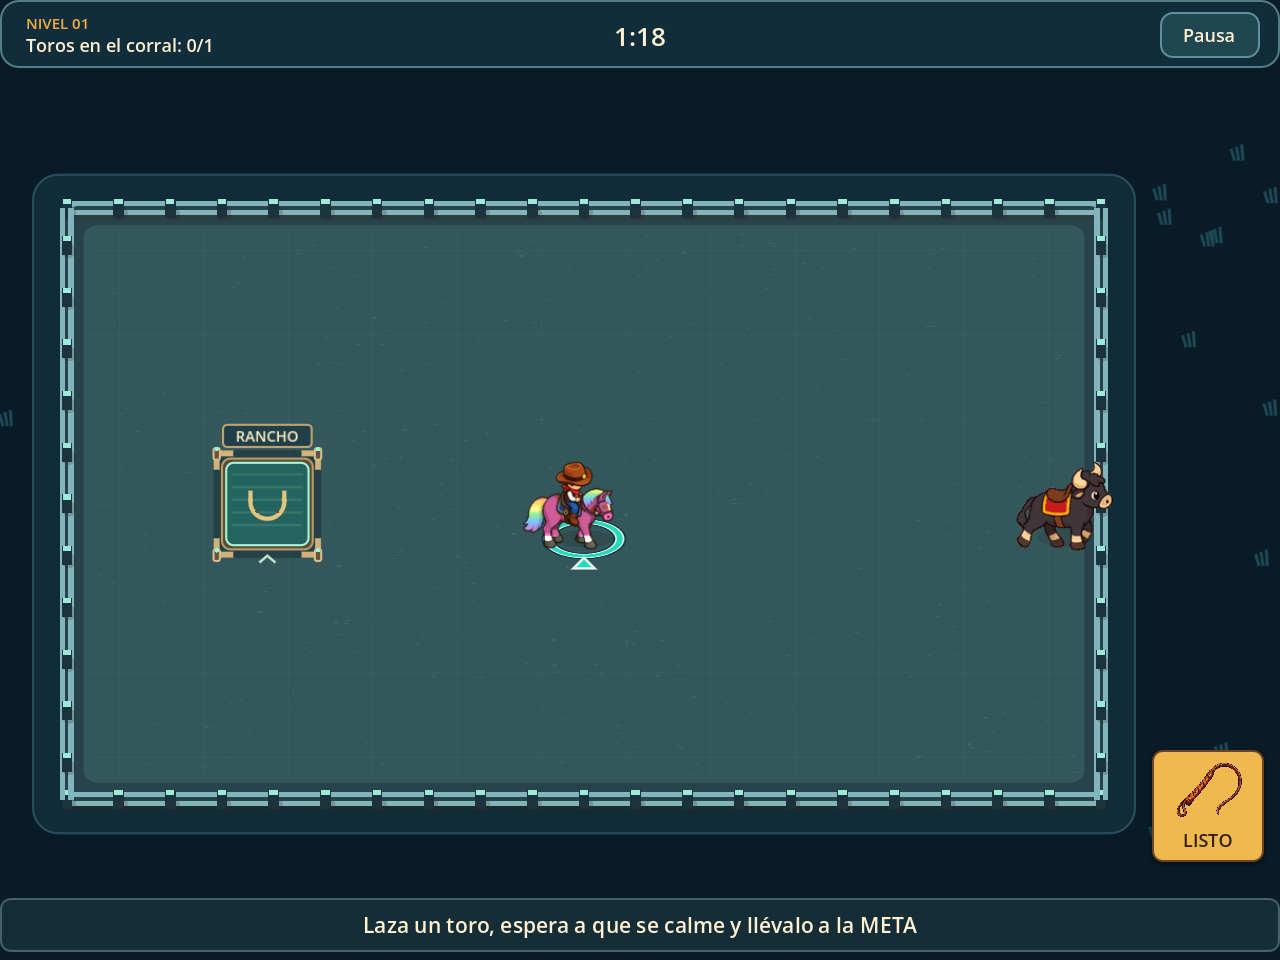 NIVEL 01
Toros en el corral: 0/1
1:18
Pausa
RANCHO
LISTO
Laza un toro, espera a que se calme y llévalo a la META